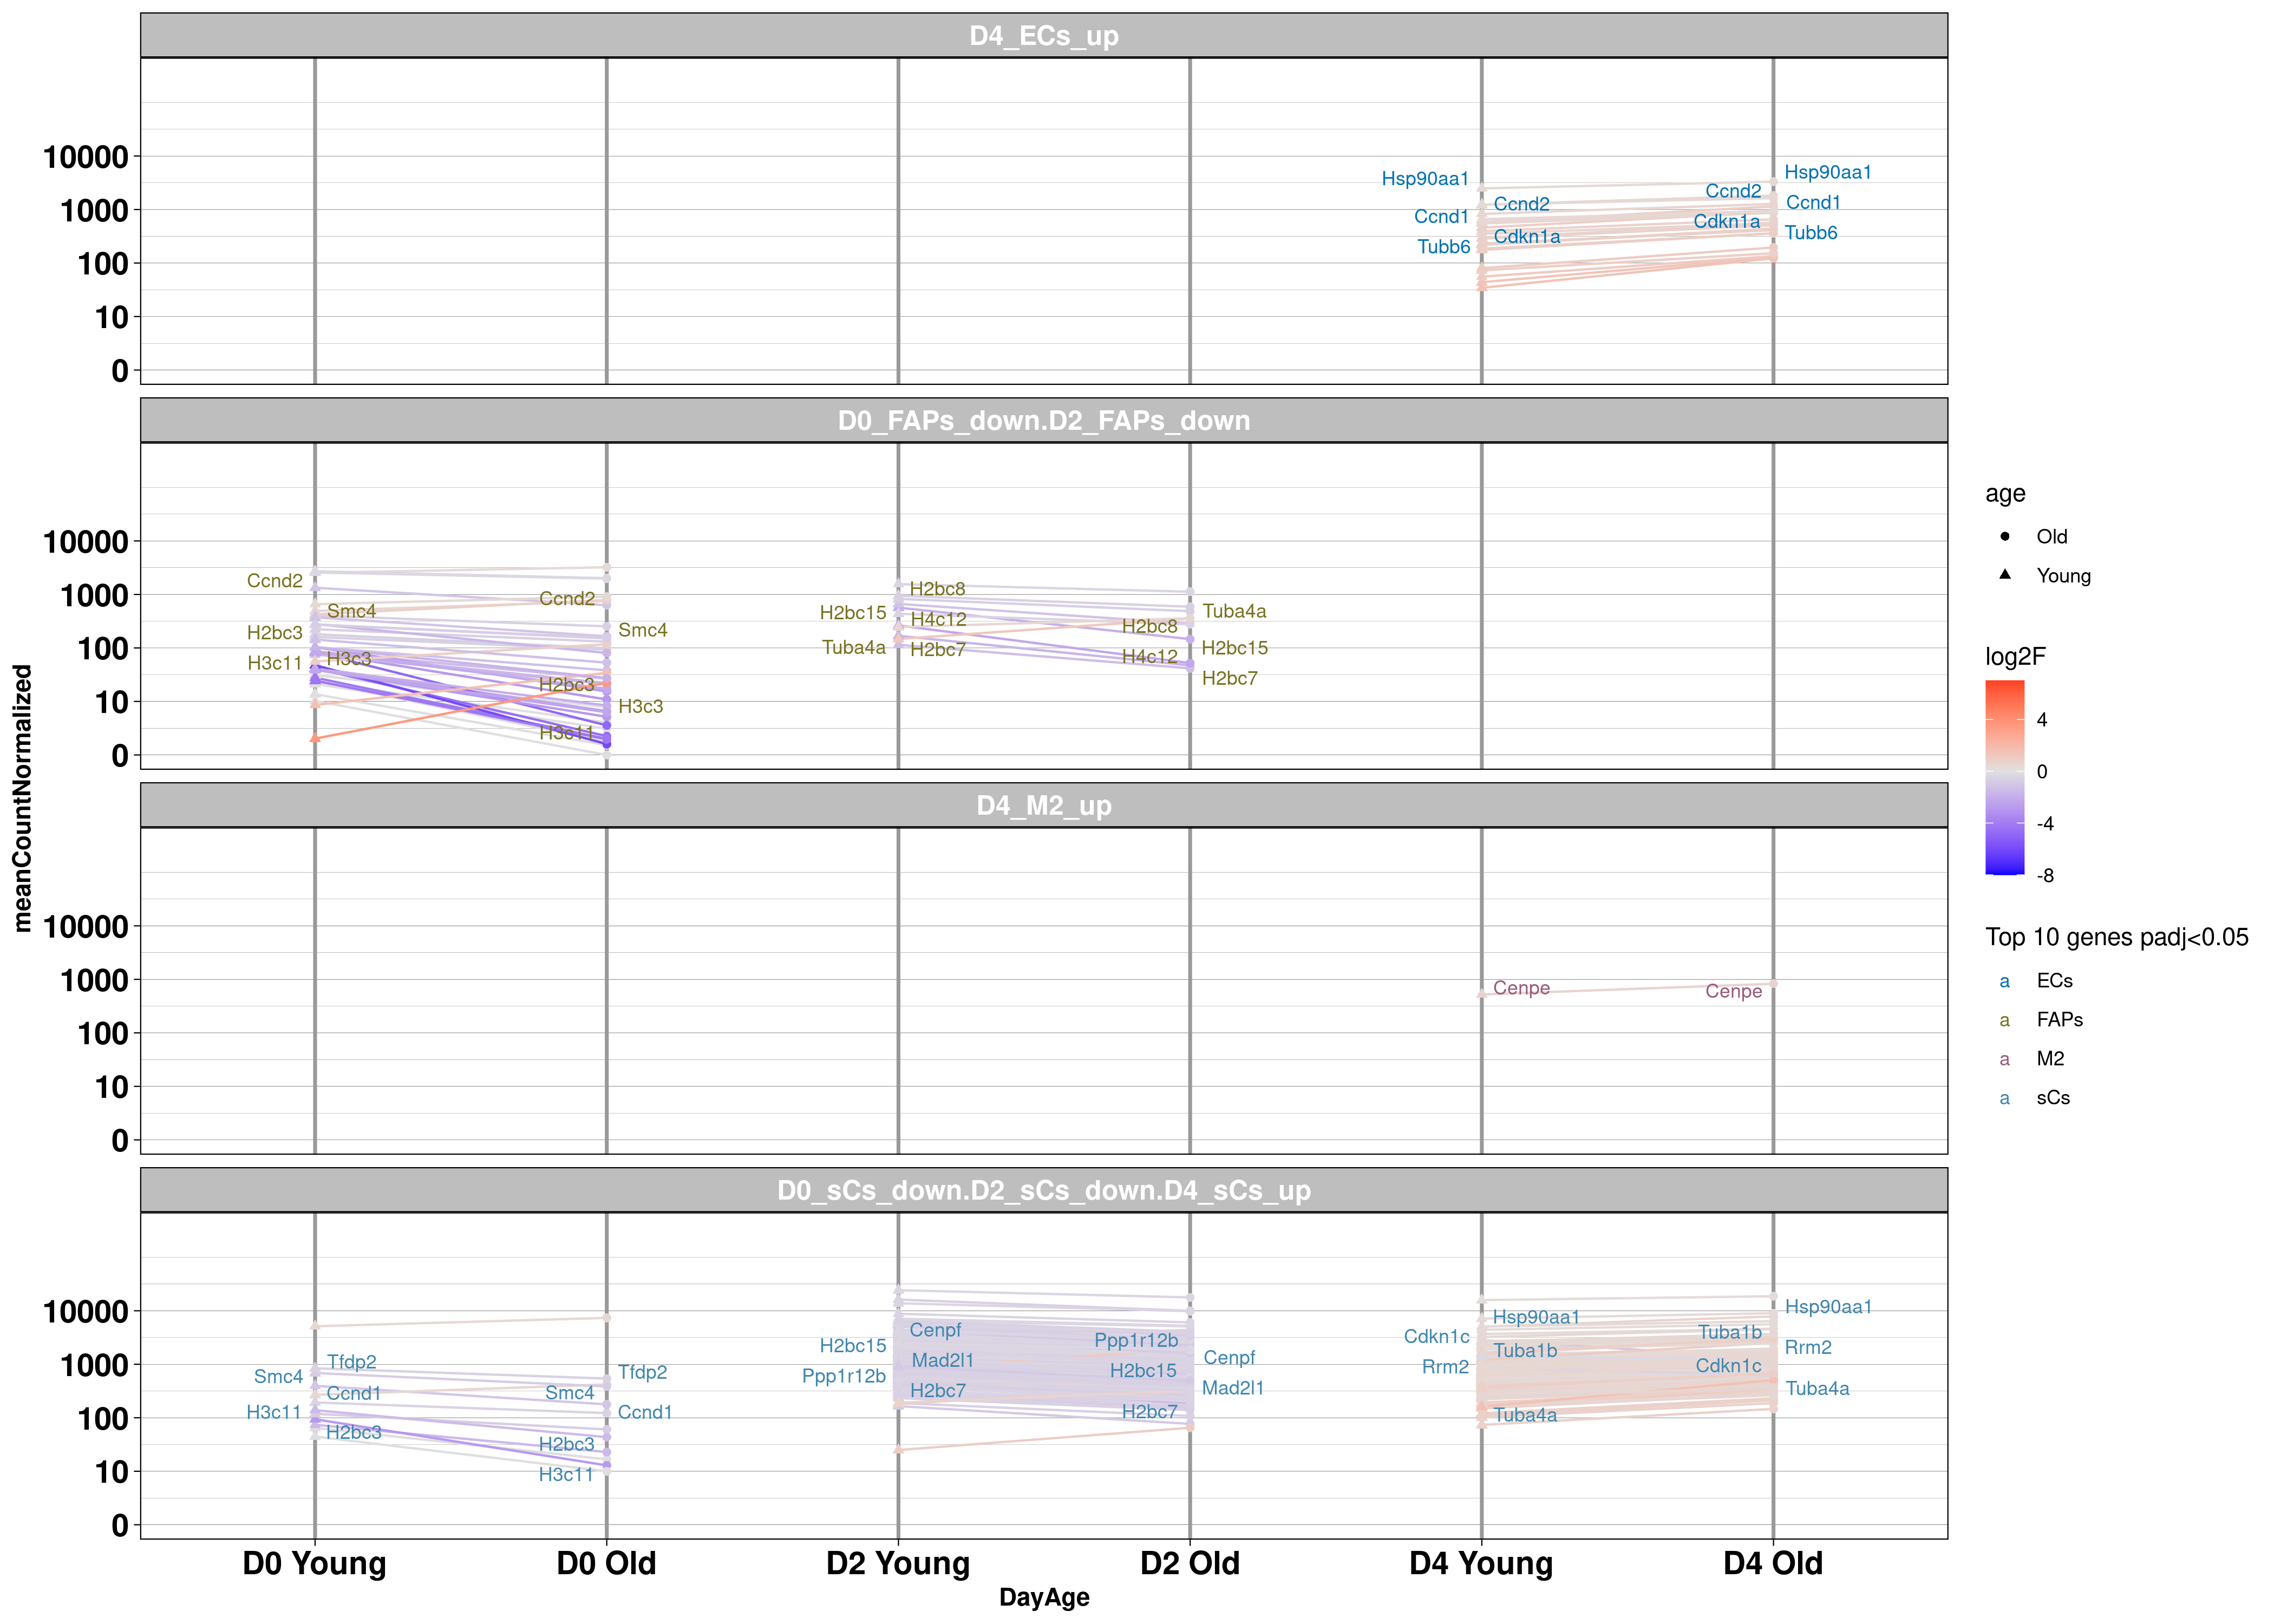 D4_ECs_up
10000
1000
100
10
0
Hsp90aa1
Ccnd2
Ccnd1
Cdkn1a
Tubb6
Hsp90aa1
Ccnd2
Ccnd1
Cdkn1a
Tubb6
D0_FAPs_down.D2_FAPs_down
10000
1000
100
10
0
Ccnd2
Smc4
H2bc3
H3c3
H3c11
Ccnd2
Smc4
H2bc3
H3c3
H3c11
H2bc8
H2bc15
H4c12
Tuba4a
H2bc7
Tuba4a
H2bc8
H2bc15
H4c12
H2bc7
D4_M2_up
10000
1000
100
10
0
Cenpe
Cenpe
D0_sCs_down.D2_sCs_down.D4_sCs_up
10000
1000
100
10
0
Tfdp2
Smc4
Ccnd1
H3c11
H2bc3
Tfdp2
Smc4
Ccnd1
H2bc3
H3c11
Cenpf
H2bc15
Mad2l1
Ppp1r12b
H2bc7
Ppp1r12b
Cenpf
H2bc15
Mad2l1
H2bc7
Hsp90aa1
Cdkn1c
Tuba1b
Rrm2
Tuba4a
Hsp90aa1
Tuba1b
Rrm2
Cdkn1c
Tuba4a
D0 Young
D0 Old
D2 Young
D2 Old
D4 Young
D4 Old
DayAge
meanCountNormalized
age
Old
Young
log2F
4
0
-4
-8
Top 10 genes padj<0.05
a ECs
a FAPs
a M2
a sCs